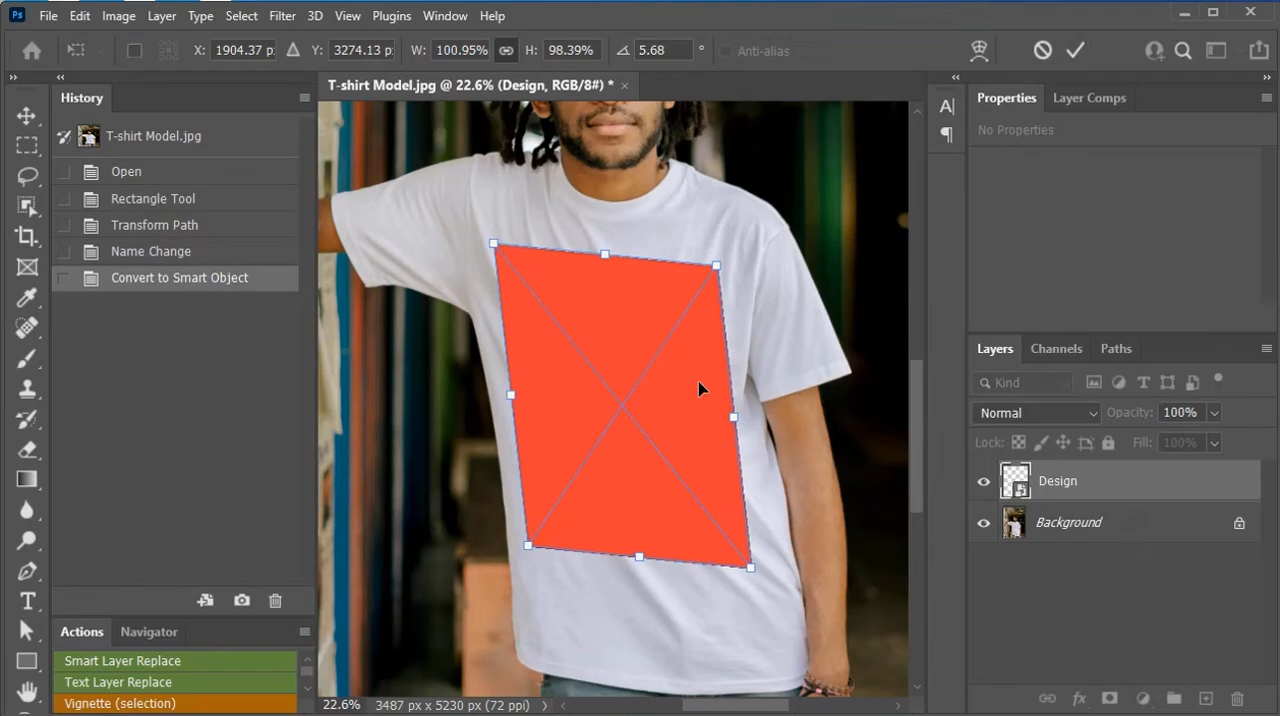 Ps File Edit Image Layer Type Select Filter 3D View Plugins Window Help
X: 1904.37 p: Y: 3274.13 p: W: 100.95% H: 98.39% 5.68 ° Anti-alias
T-shirt Model.jpg @ 22.6% (Design, RGB/8#) * ×
History
T-shirt Model.jpg
Open
Rectangle Tool
Transform Path
Name Change
Convert to Smart Object
Actions Navigator
Smart Layer Replace
Text Layer Replace
Vignette (selection)
22.6% 3487 px x 5230 px (72 ppi)
Properties Layer Comps
No Properties
Layers Channels Paths
Kind
Normal Opacity: 100%
Lock: Fill: 100%
Design
Background